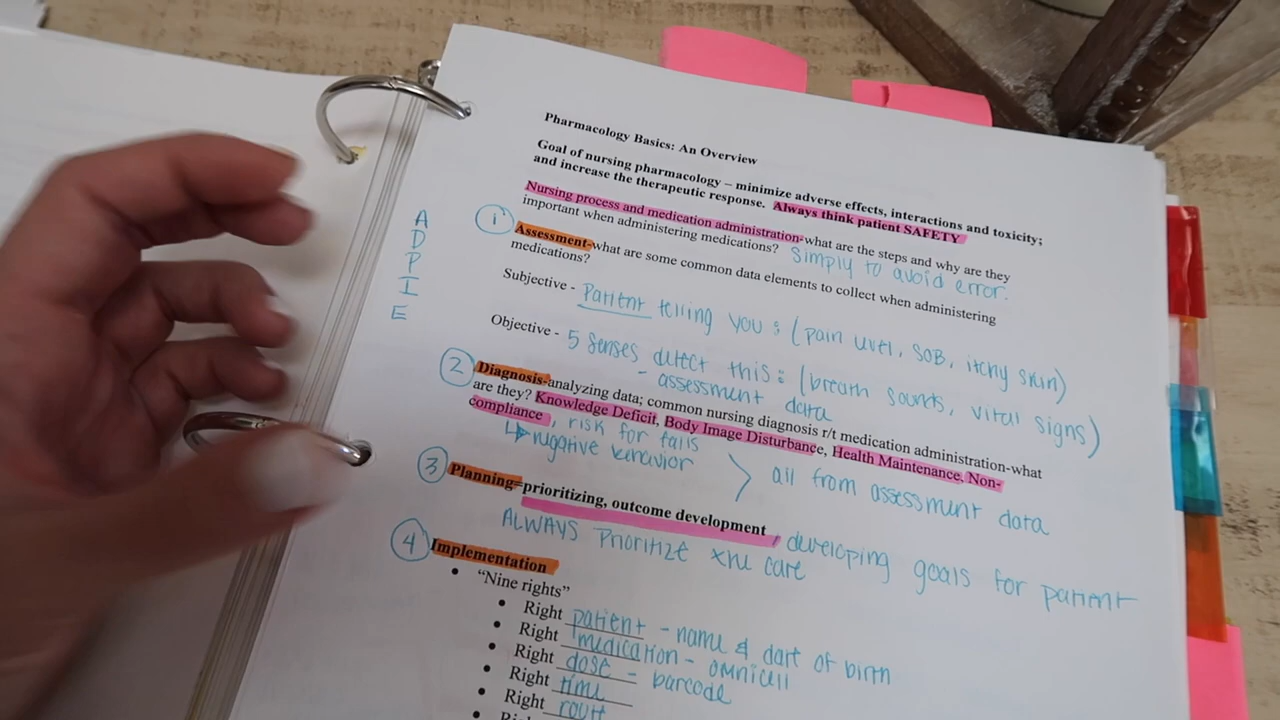 Pharmacology Basics: An Overview
Goal of nursing pharmacology – minimize adverse effects, interactions and toxicity;
and increase the therapeutic response. Always think patient SAFETY
Nursing process and medication administration-what are the steps and why are they
important when administering medications? simply to avoid error.
1 Assessment-what are some common data elements to collect when administering
medications?
A
D
P
I
E
Subjective - Patient telling you : (pain level, SOB, itchy skin)
Objective - 5 senses detect this : (breath sounds, vital signs)
- assessment data
2 Diagnosis-analyzing data; common nursing diagnosis r/t medication administration-what
are they? Knowledge Deficit, Body Image Disturbance, Health Maintenance, Non-
compliance , risk for falls
negative behavior > all from assessment data
3 Planning=prioritizing, outcome development , developing goals for patient
ALWAYS Prioritize care
4 Implementation
• "Nine rights"
• Right patient - name & dart of birth
• Right medication - omnicell
• Right dose - barcode
• Right time
• Right route